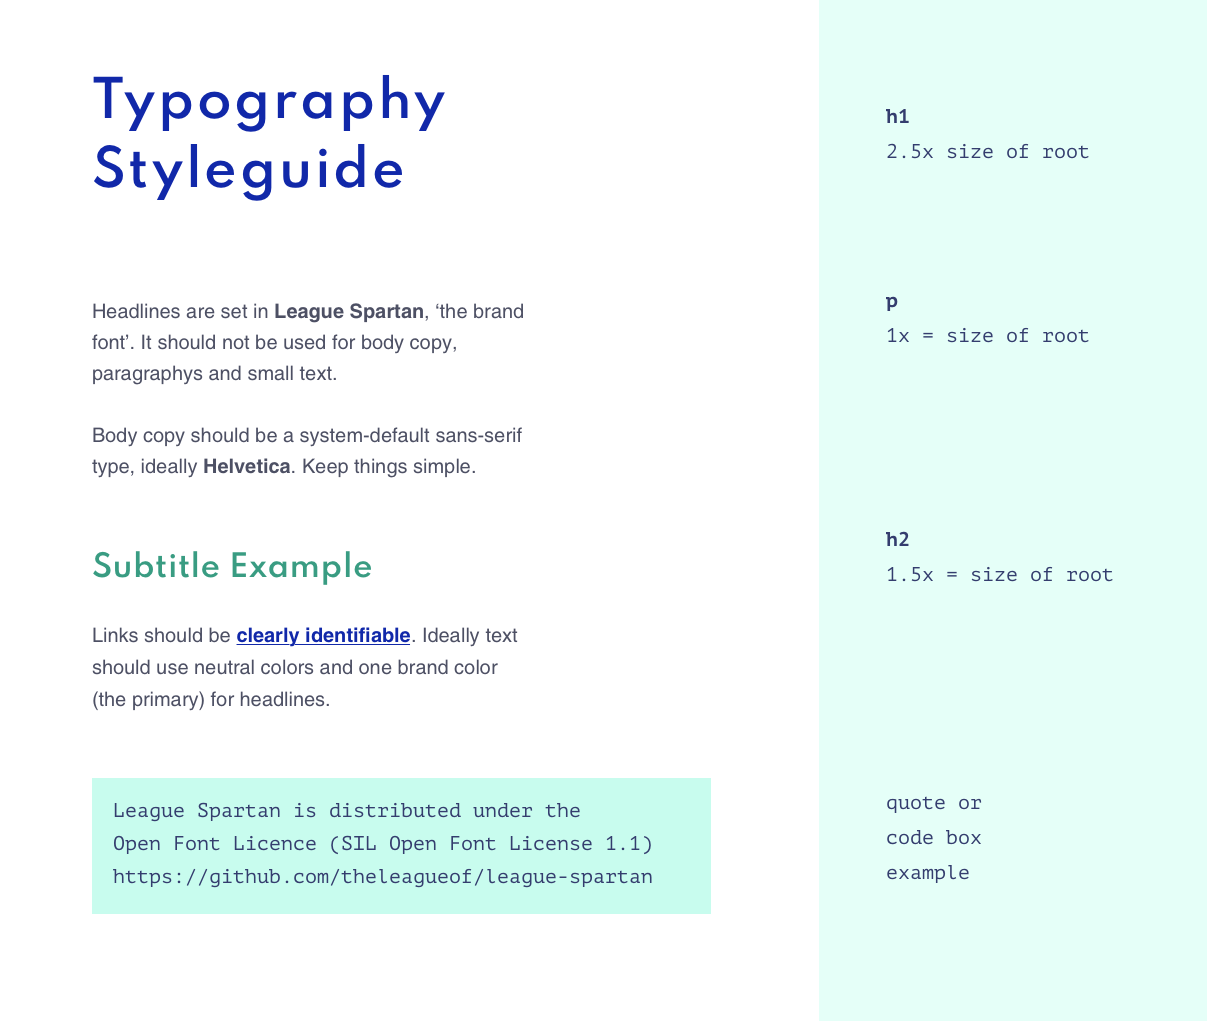 Typography
Styleguide
Headlines are set in League Spartan, ‘the brand
font’. It should not be used for body copy,
paragraphys and small text.
Body copy should be a system-default sans-serif
type, ideally Helvetica. Keep things simple.
Subtitle Example
Links should be clearly identifiable. Ideally text
should use neutral colors and one brand color
(the primary) for headlines.
League Spartan is distributed under the
Open Font Licence (SIL Open Font License 1.1)
https://github.com/theleagueof/league-spartan
h1
2.5x size of root
p
1x = size of root
h2
1.5x = size of root
quote or
code box
example